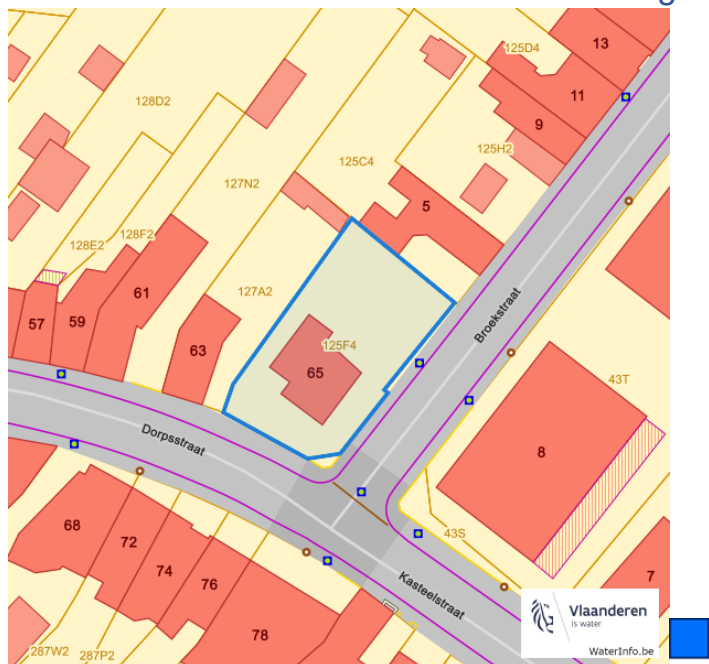 g
13
125D4
11
128D2
9
125H2
125C4
127N2
5
128F2
128E2
61
127A2
Broekstraat
57
59
63
125F4
65
43T
Dorpsstraat
8
68
72
74
76
78
43S
Kasteelstraat
7
287W2
287P2
Vlaanderen
is water
WaterInfo.be